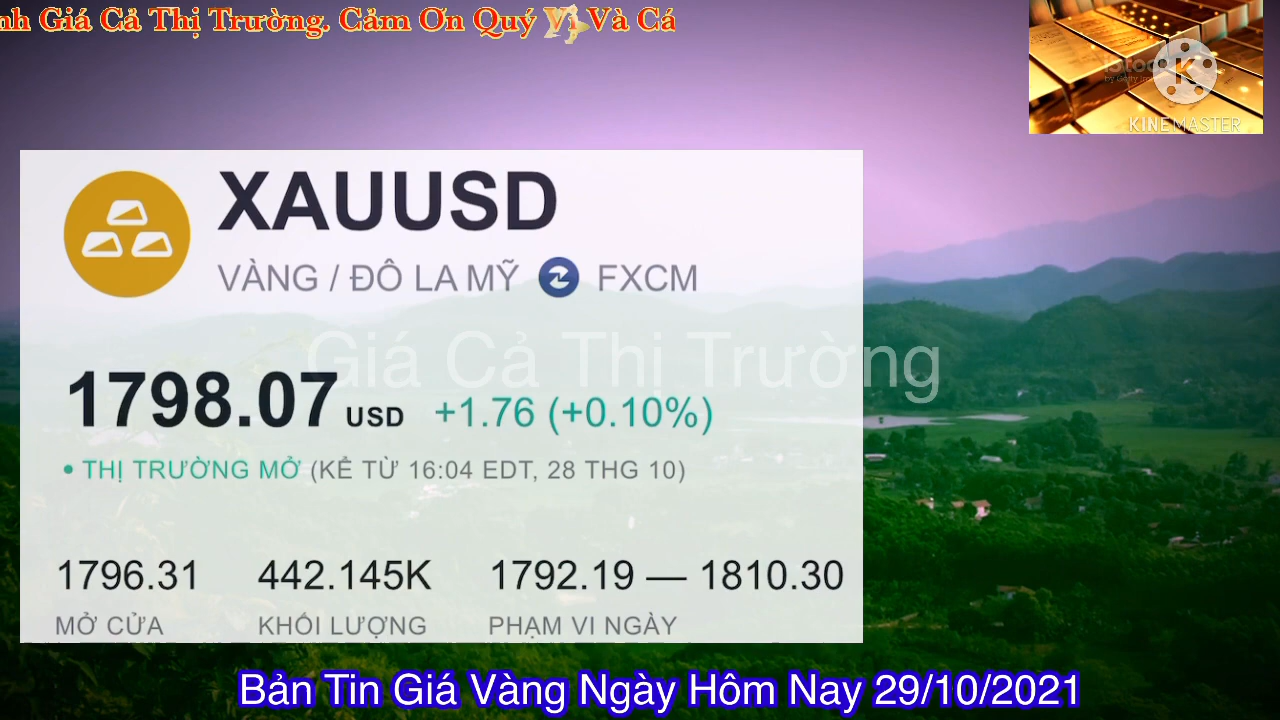 nh Giá Cả Thị Trường. Cảm Ơn Quý Vị Và Cá
KINEMASTER
XAUUSD
VÀNG / ĐÔ LA MỸ FXCM
Giá Cả Thị Trường
1798.07 USD +1.76 (+0.10%)
• THỊ TRƯỜNG MỞ (KỂ TỪ 16:04 EDT, 28 THG 10)
1796.31 442.145K 1792.19 — 1810.30
MỞ CỬA KHỐI LƯỢNG PHẠM VI NGÀY
Bản Tin Giá Vàng Ngày Hôm Nay 29/10/2021